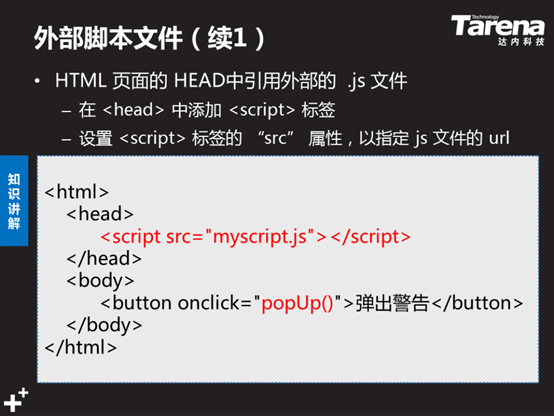 外部脚本文件（续1）
Technology
Tarena
达内科技
• HTML 页面的 HEAD中引用外部的 .js 文件
– 在 <head> 中添加 <script> 标签
– 设置 <script> 标签的 “src” 属性，以指定 js 文件的 url
知识讲解
<html>
<head>
<script src="myscript.js"></script>
</head>
<body>
<button onclick="popUp()">弹出警告</button>
</body>
</html>